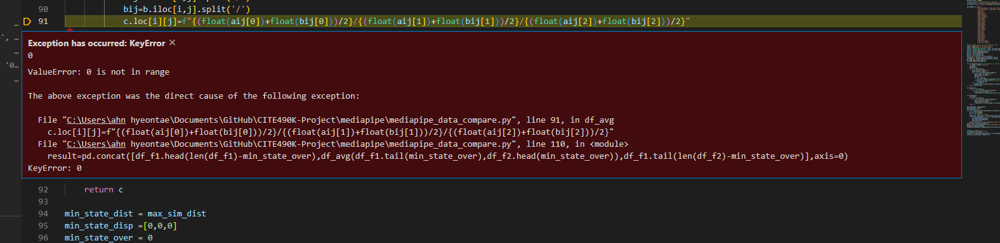 90 bij=b.iloc[i,j].split('/')
91 c.loc[i][j]=f"{(float(aij[0])+float(bij[0]))/2}/{(float(aij[1])+float(bij[1]))/2}/{(float(aij[2])+float(bij[2]))/2}"
Exception has occurred: KeyError ×
0
ValueError: 0 is not in range
The above exception was the direct cause of the following exception:
File "C:\Users\ahn hyeontae\Documents\GitHub\CITE490K-Project\mediapipe\mediapipe_data_compare.py", line 91, in df_avg
c.loc[i][j]=f"{(float(aij[0])+float(bij[0]))/2}/{(float(aij[1])+float(bij[1]))/2}/{(float(aij[2])+float(bij[2]))/2}"
File "C:\Users\ahn hyeontae\Documents\GitHub\CITE490K-Project\mediapipe\mediapipe_data_compare.py", line 110, in <module>
result=pd.concat([df_f1.head(len(df_f1)-min_state_over),df_avg(df_f1.tail(min_state_over),df_f2.head(min_state_over)),df_f1.tail(len(df_f2)-min_state_over)],axis=0)
KeyError: 0
92 return c
93
94 min_state_dist = max_sim_dist
95 min_state_disp =[0,0,0]
96 min_state_over = 0